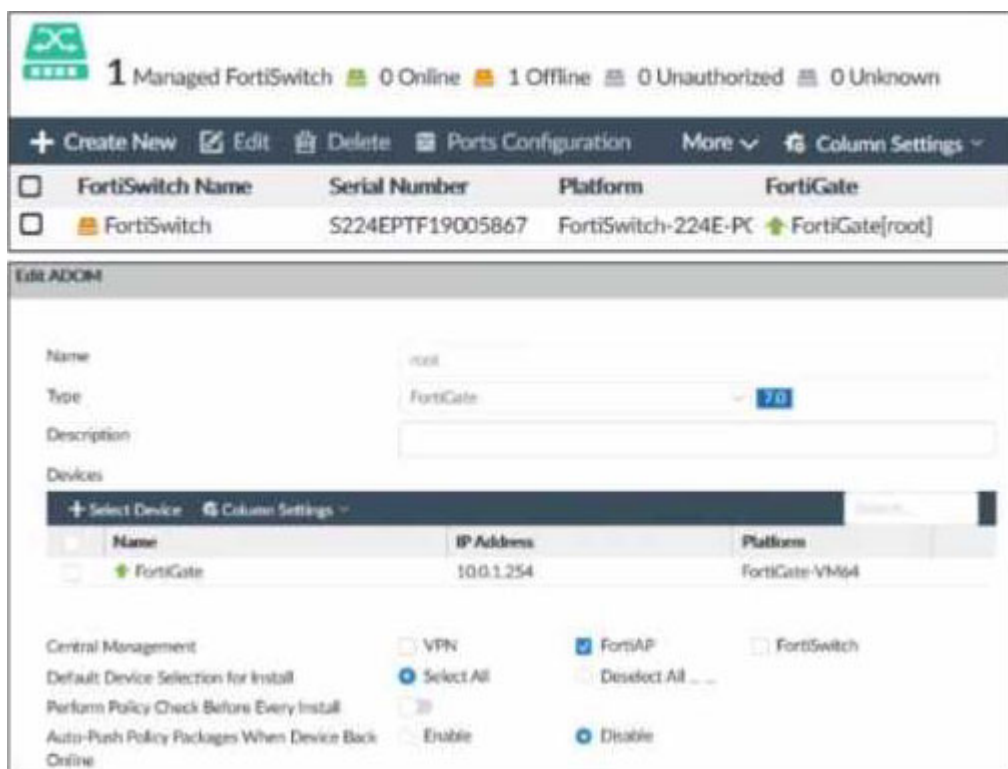 1 Managed FortiSwitch 0 Online 1 Offline 0 Unauthorized 0 Unknown
Create New Edit Delete Ports Configuration More Column Settings
FortiSwitch Name Serial Number Platform FortiGate
FortiSwitch S224EPTF19005867 FortiSwitch-224E-PC FortiGate[root]
Edit ADOM
Name root
Type FortiGate 7.0
Description
Devices
Select Device Column Settings Search...
Name IP Address Platform
FortiGate 10.0.1.254 FortiGate-VM64
Central Management VPN FortiAP FortiSwitch
Default Device Selection for Install Select All Deselect All
Perform Policy Check Before Every Install
Auto-Push Policy Packages When Device Back Enable Disable
Online